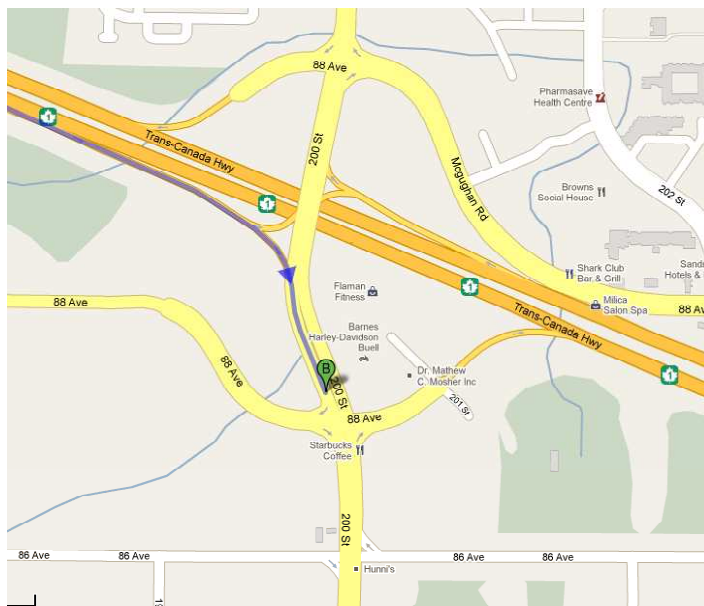 88 Ave
200 St
Trans-Canada Hwy
1
Mcgughan Rd
Pharmasave
Health Centre
202 St
Browns
Social House
1
Shark Club
Bar & Grill
Hotels &
Flaman
Fitness
1
Milica
Salon Spa
88 Av
88 Ave
Trans-Canada Hwy
Barnes
Harley-Davidson
Buell
88 Ave
B
200 St
Dr. Mathew
C. Mosher Inc
1
201 St
88 Ave
Starbucks
Coffee
200 St
86 Ave
86 Ave
86 Ave
86 Ave
Hunni's